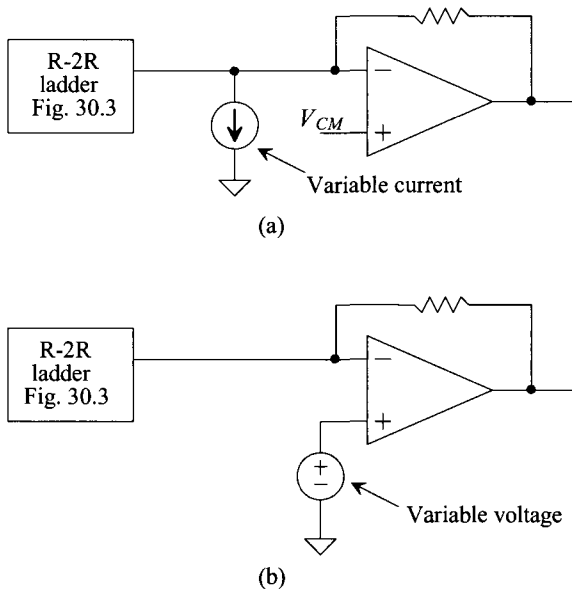 R-2R
ladder
Fig. 30.3
−
V_CM
+
Variable current
(a)
R-2R
ladder
Fig. 30.3
−
+
+
−
Variable voltage
(b)